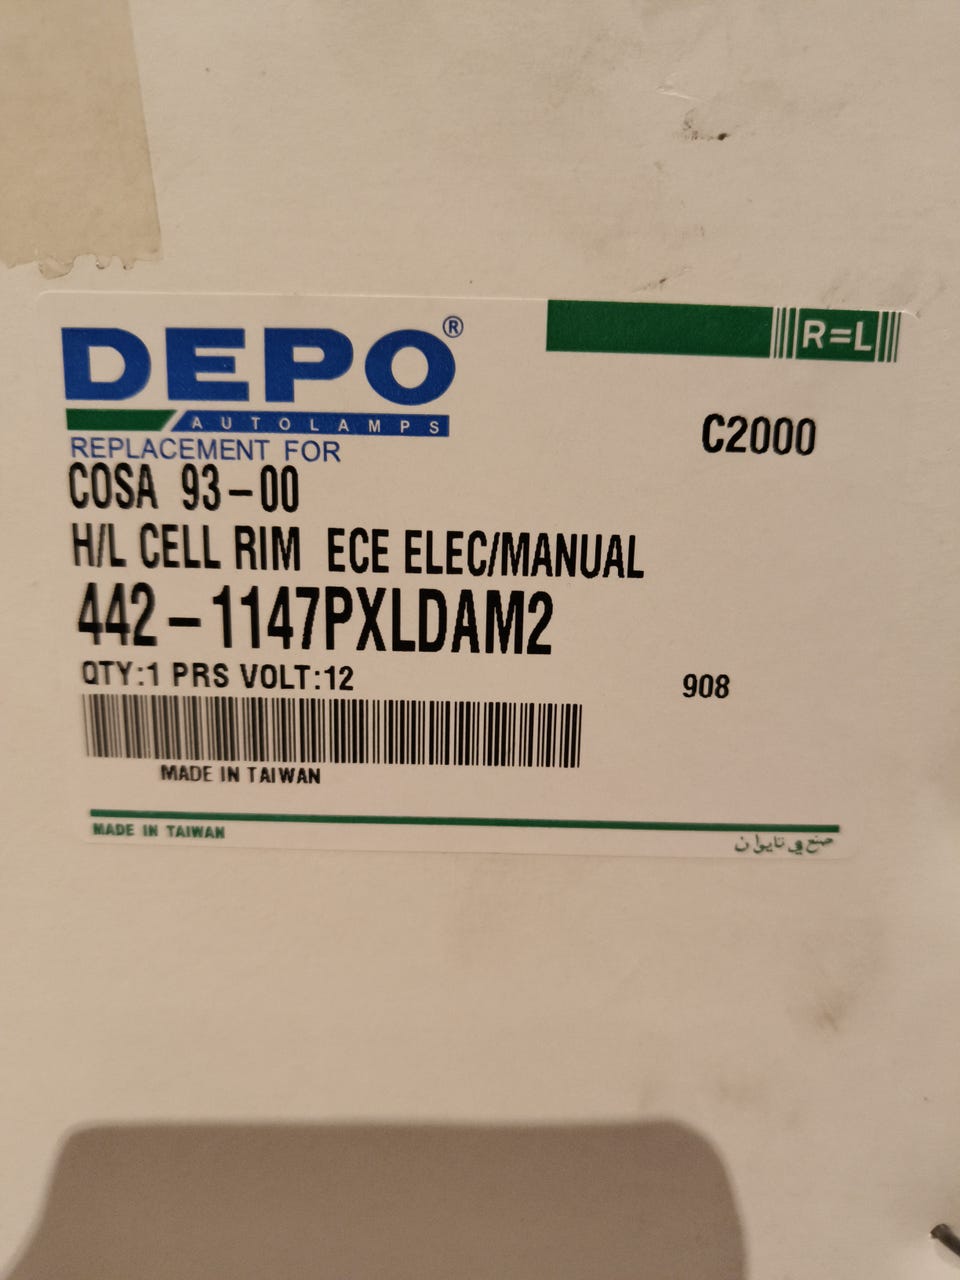 DEPO®
AUTOLAMPS
R=L
REPLACEMENT FOR
C2000
COSA 93-00
H/L CELL RIM ECE ELEC/MANUAL
442-1147PXLDAM2
QTY:1 PRS VOLT:12
908
MADE IN TAIWAN
MADE IN TAIWAN
صنع في تايوان